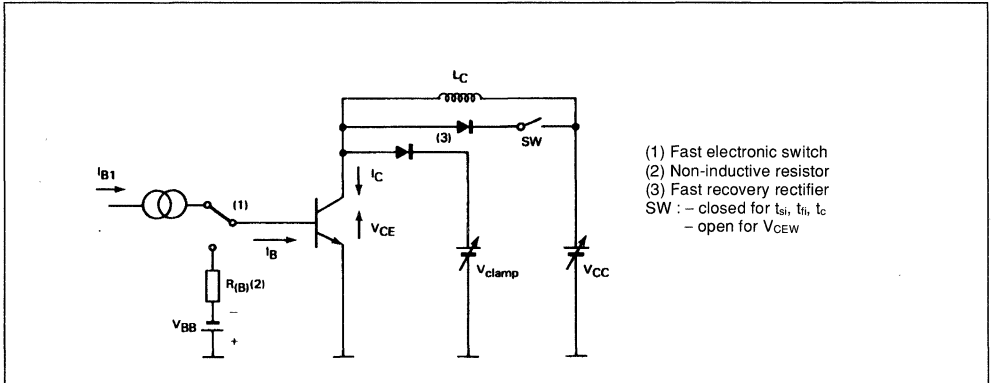 L_C
(3)
SW
I_B1
(1)
I_C
V_CE
I_B
R_(B)(2)
V_BB
–
+
V_clamp
V_CC
(1) Fast electronic switch
(2) Non-inductive resistor
(3) Fast recovery rectifier
SW : – closed for t_si, t_fi, t_c
– open for V_CEW